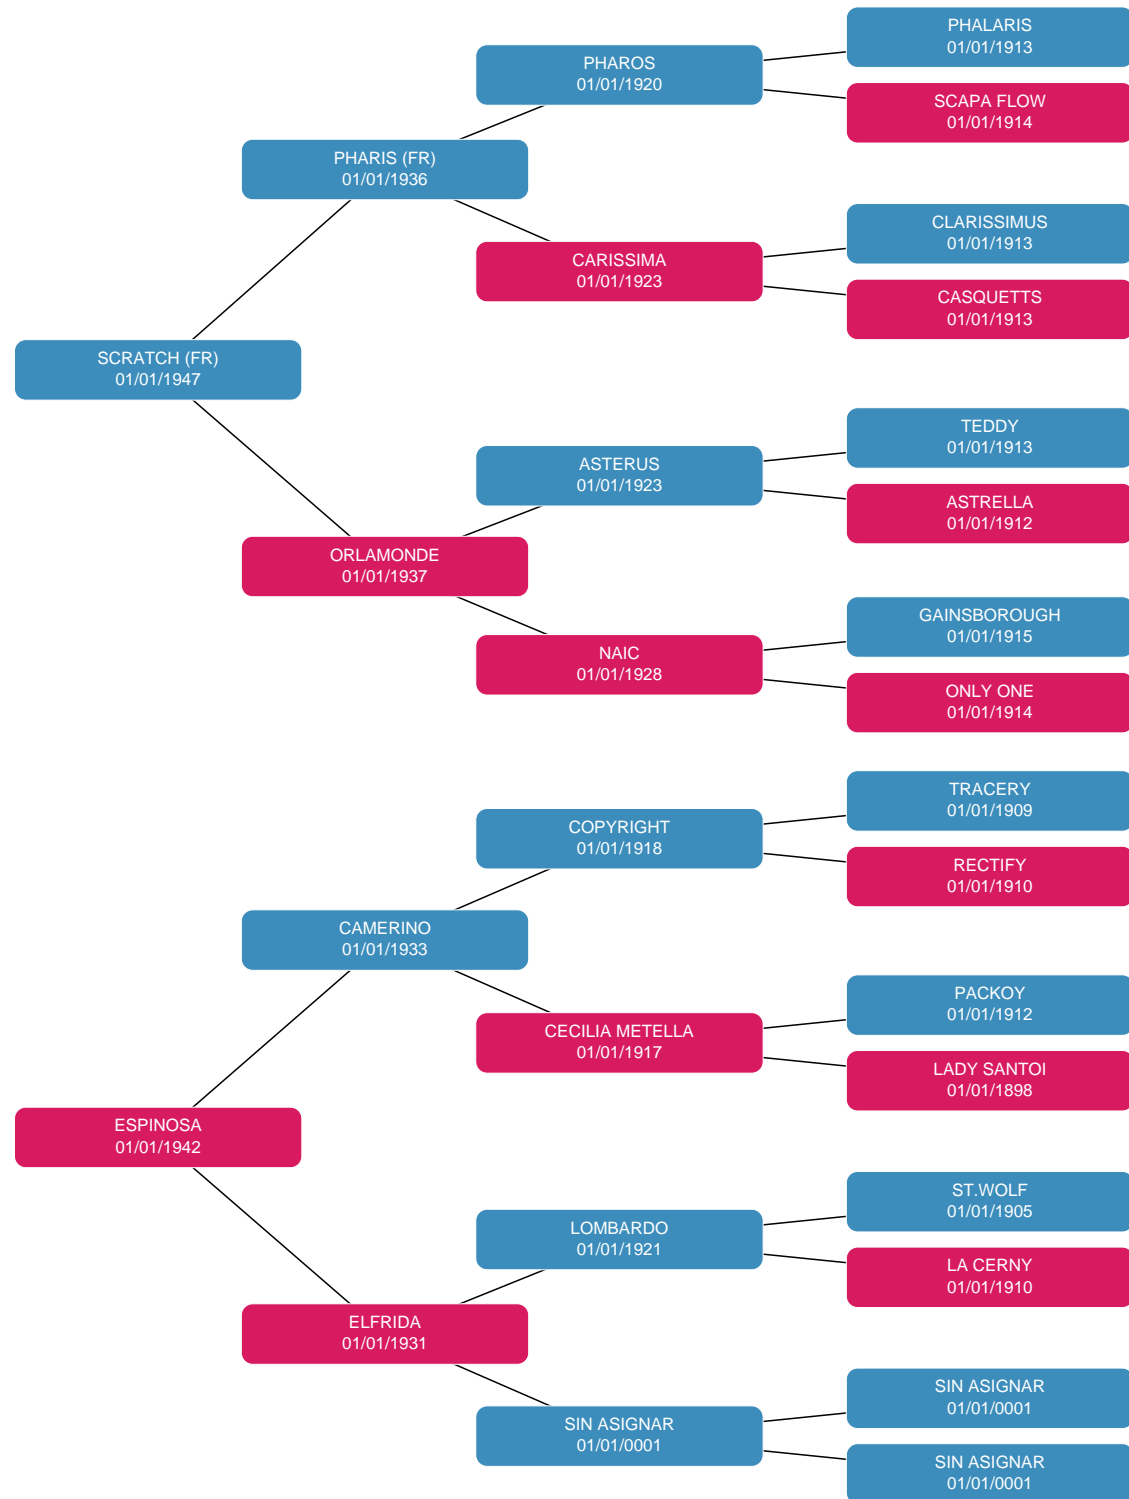 PHALARIS
01/01/1913
PHAROS
01/01/1920
SCAPA FLOW
01/01/1914
PHARIS (FR)
01/01/1936
CLARISSIMUS
01/01/1913
CARISSIMA
01/01/1923
CASQUETTS
01/01/1913
SCRATCH (FR)
01/01/1947
TEDDY
01/01/1913
ASTERUS
01/01/1923
ASTRELLA
01/01/1912
ORLAMONDE
01/01/1937
GAINSBOROUGH
01/01/1915
NAIC
01/01/1928
ONLY ONE
01/01/1914
TRACERY
01/01/1909
COPYRIGHT
01/01/1918
RECTIFY
01/01/1910
CAMERINO
01/01/1933
PACKOY
01/01/1912
CECILIA METELLA
01/01/1917
LADY SANTOI
01/01/1898
ESPINOSA
01/01/1942
ST.WOLF
01/01/1905
LOMBARDO
01/01/1921
LA CERNY
01/01/1910
ELFRIDA
01/01/1931
SIN ASIGNAR
01/01/0001
SIN ASIGNAR
01/01/0001
SIN ASIGNAR
01/01/0001